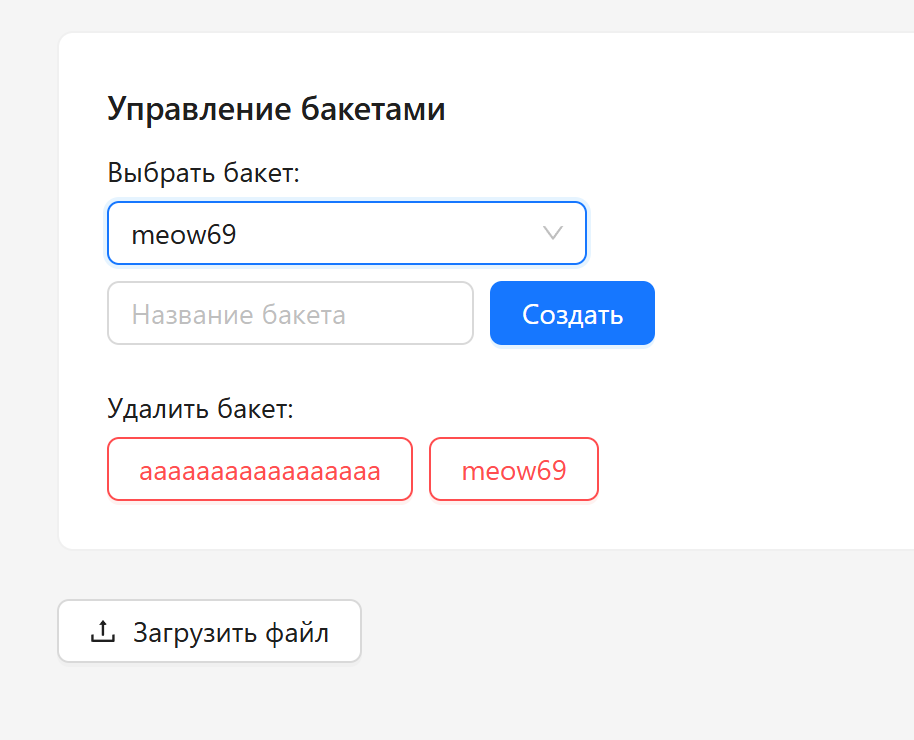 Управление бакетами
Выбрать бакет:
meow69
Название бакета
Создать
Удалить бакет:
aaaaaaaaaaaaaaaaa
meow69
Загрузить файл